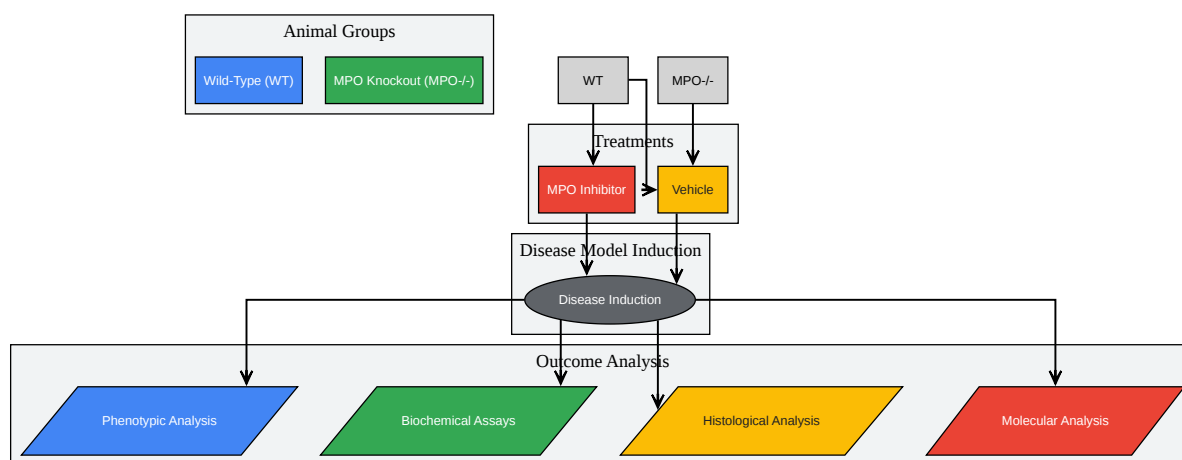 Animal Groups
Wild-Type (WT)
MPO Knockout (MPO-/-)
WT
MPO-/-
Treatments
MPO Inhibitor
Vehicle
Disease Model Induction
Disease Induction
Outcome Analysis
Phenotypic Analysis
Biochemical Assays
Histological Analysis
Molecular Analysis